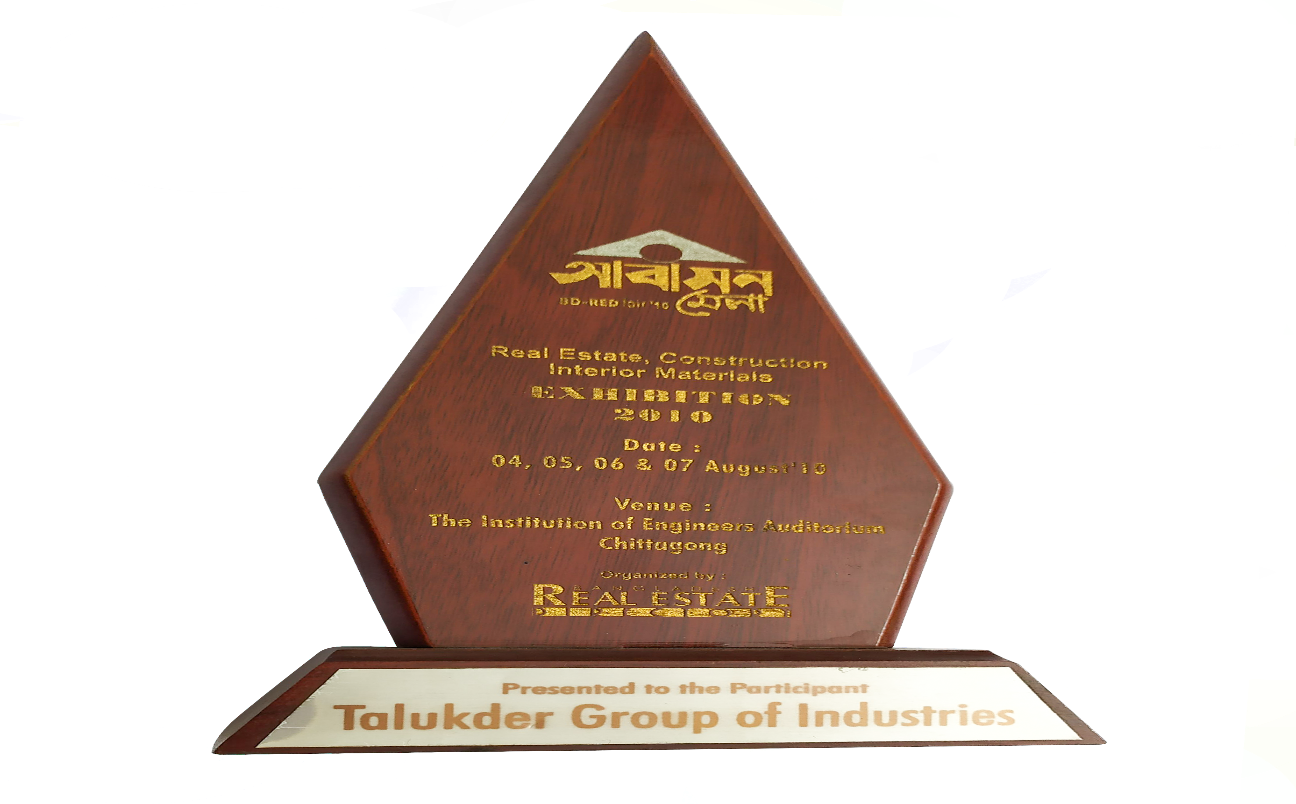 আবাসন
মেলা
BD-RED fair '10
Real Estate, Construction
Interior Materials
EXHIBITION
2010
Date :
04, 05, 06 & 07 August'10
Venue :
The Institution of Engineers Auditorium
Chittagong
Organized by :
REAL ESTATE
Presented to the Participant
Talukder Group of Industries